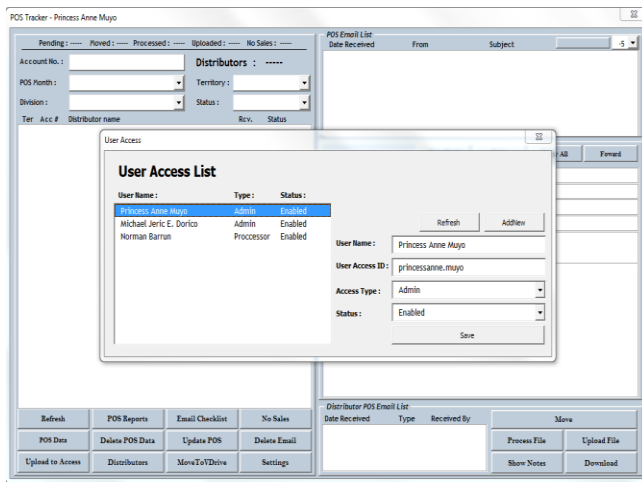 POS Tracker - Princess Anne Muyo
Pending : ----- Moved : ----- Processed : ----- Uploaded : ----- No Sales : -----
Account No. :
Distributors : -----
POS Month :
Territory :
Division :
Status :
Ter Acc # Distributor name Rcv. Status
POS Email List
Date Received From Subject
-5
All
Foward
User Access
User Access List
User Name : Type : Status :
Princess Anne Muyo Admin Enabled
Michael Jeric E. Dorico Admin Enabled
Norman Barrun Proccessor Enabled
Refresh AddNew
User Name : Princess Anne Muyo
User Access ID : princessanne.muyo
Access Type : Admin
Status : Enabled
Save
Refresh POS Reports Email Checklist No Sales
POS Data Delete POS Data Update POS Delete Email
Upload to Access Distributors MoveToVDrive Settings
Distributor POS Email List
Date Received Type Received By
Move
Process File Upload File
Show Notes Download